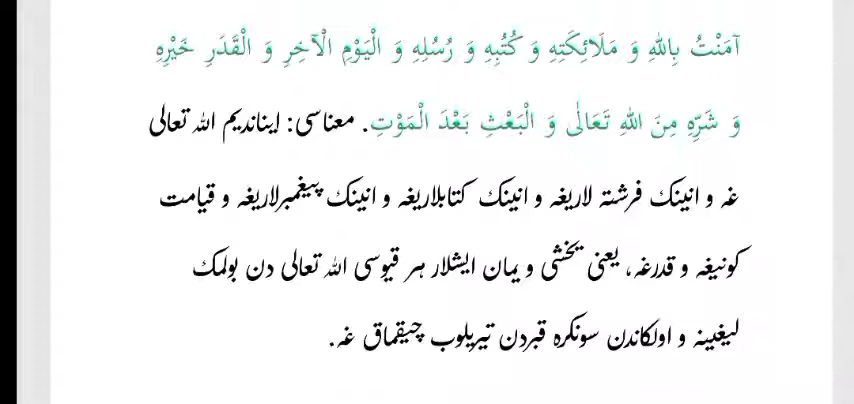 آمَنْتُ بِاللهِ وَ مَلَائِكَتِهِ وَ كُتُبِهِ وَ رُسُلِهِ وَ الْيَوْمِ الْآخِرِ وَ الْقَدَرِ خَيْرِهِ
وَ شَرِّهِ مِنَ اللهِ تَعَالٰى وَ الْبَعْثِ بَعْدَ الْمَوْتِ. معناسی: ایناندیم الله تعالی
غه و انینک فرشته لاریغه و انینک کتابلاریغه و انینک پیغمبرلاریغه و قیامت
کونیغه و قدرغه، یعنی یخشی و یمان ایشلار هر قیوسی الله تعالی دن بولمک
لیغینه و اولکاندن سونکره قبردن تیریلوب چیقماق غه.